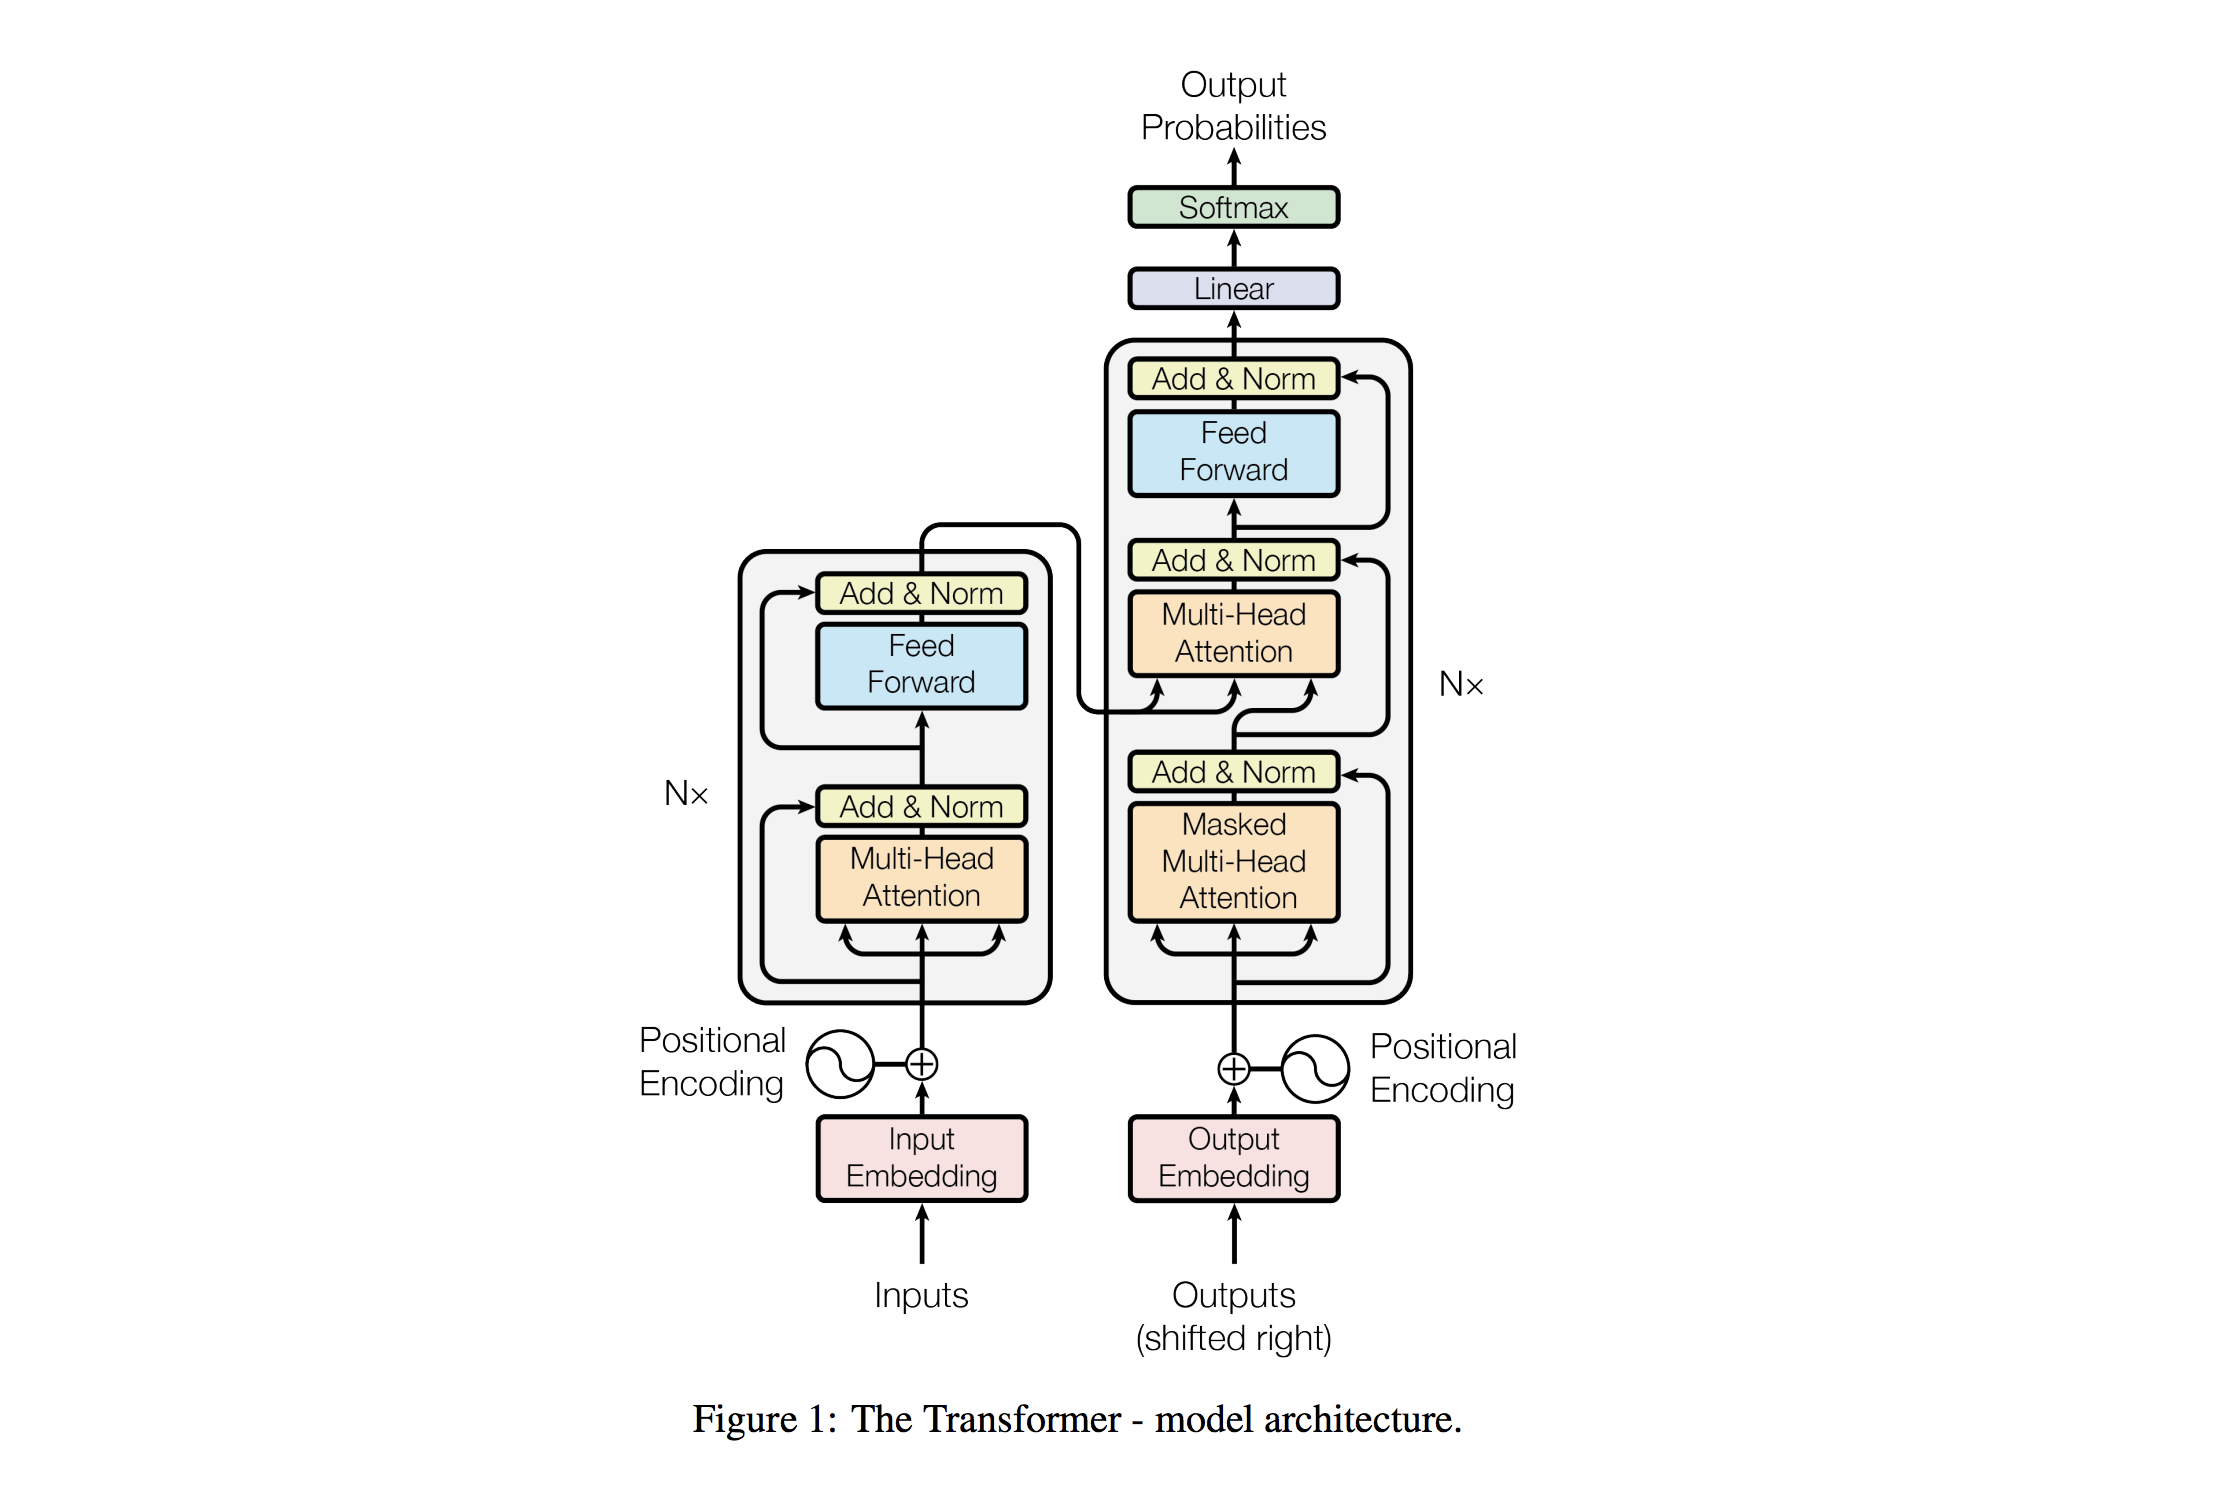 Output
Probabilities
Softmax
Linear
Add & Norm
Feed
Forward
Add & Norm
Multi-Head
Attention
Nx
Add & Norm
Masked
Multi-Head
Attention
Add & Norm
Feed
Forward
Nx
Add & Norm
Multi-Head
Attention
Positional
Encoding
Positional
Encoding
Input
Embedding
Output
Embedding
Inputs
Outputs
(shifted right)
Figure 1: The Transformer - model architecture.